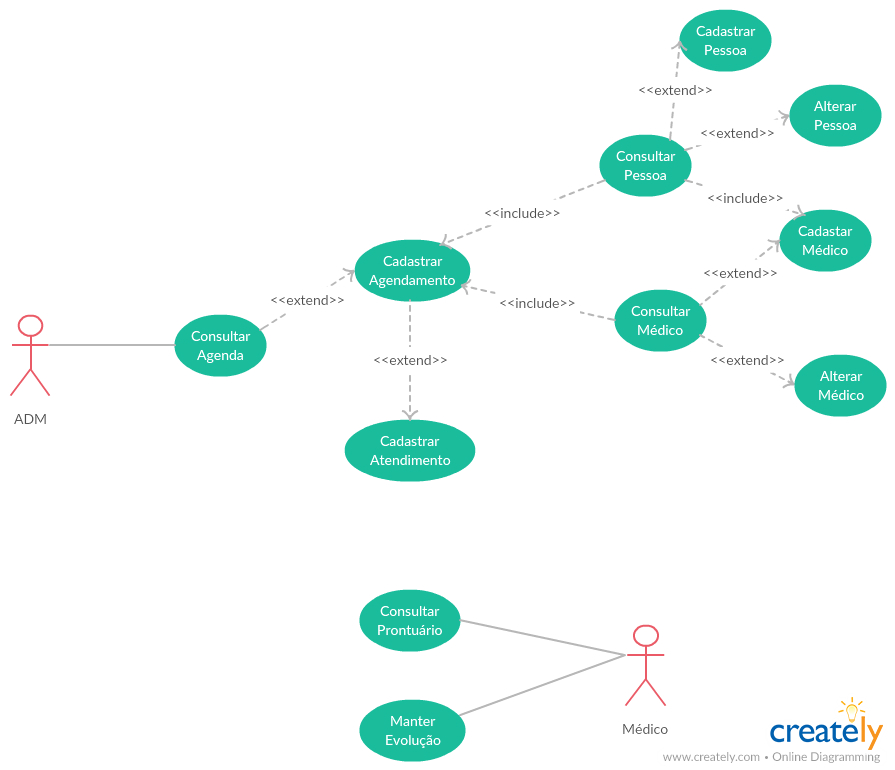 Cadastrar
Pessoa
<<extend>>
Alterar
Pessoa
<<extend>>
Consultar
Pessoa
<<include>>
<<include>>
Cadastar
Médico
Cadastrar
Agendamento
<<extend>>
<<extend>>
<<include>>
Consultar
Médico
Consultar
Agenda
<<extend>>
<<extend>>
Alterar
Médico
ADM
Cadastrar
Atendimento
Consultar
Prontuário
Médico
Manter
Evolução
creately
www.creately.com • Online Diagramming